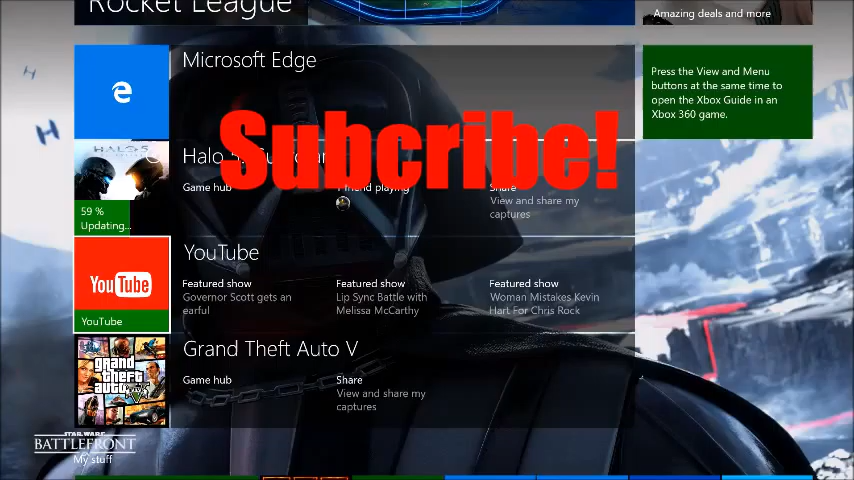 Rocket League
Amazing deals and more
Microsoft Edge
Press the View and Menu
buttons at the same time to
open the Xbox Guide in an
Xbox 360 game.
Subcribe!
HALO 5
Halo 5: Guardian
Game hub
1 friend playing
Share
View and share my
captures
59 %
Updating...
YouTube
YouTube
Featured show
Governor Scott gets an
earful
Featured show
Lip Sync Battle with
Melissa McCarthy
Featured show
Woman Mistakes Kevin
Hart For Chris Rock
YouTube
Grand Theft Auto V
grand
theft
auto
V
Game hub
Share
View and share my
captures
STAR WARS
BATTLEFRONT
My stuff